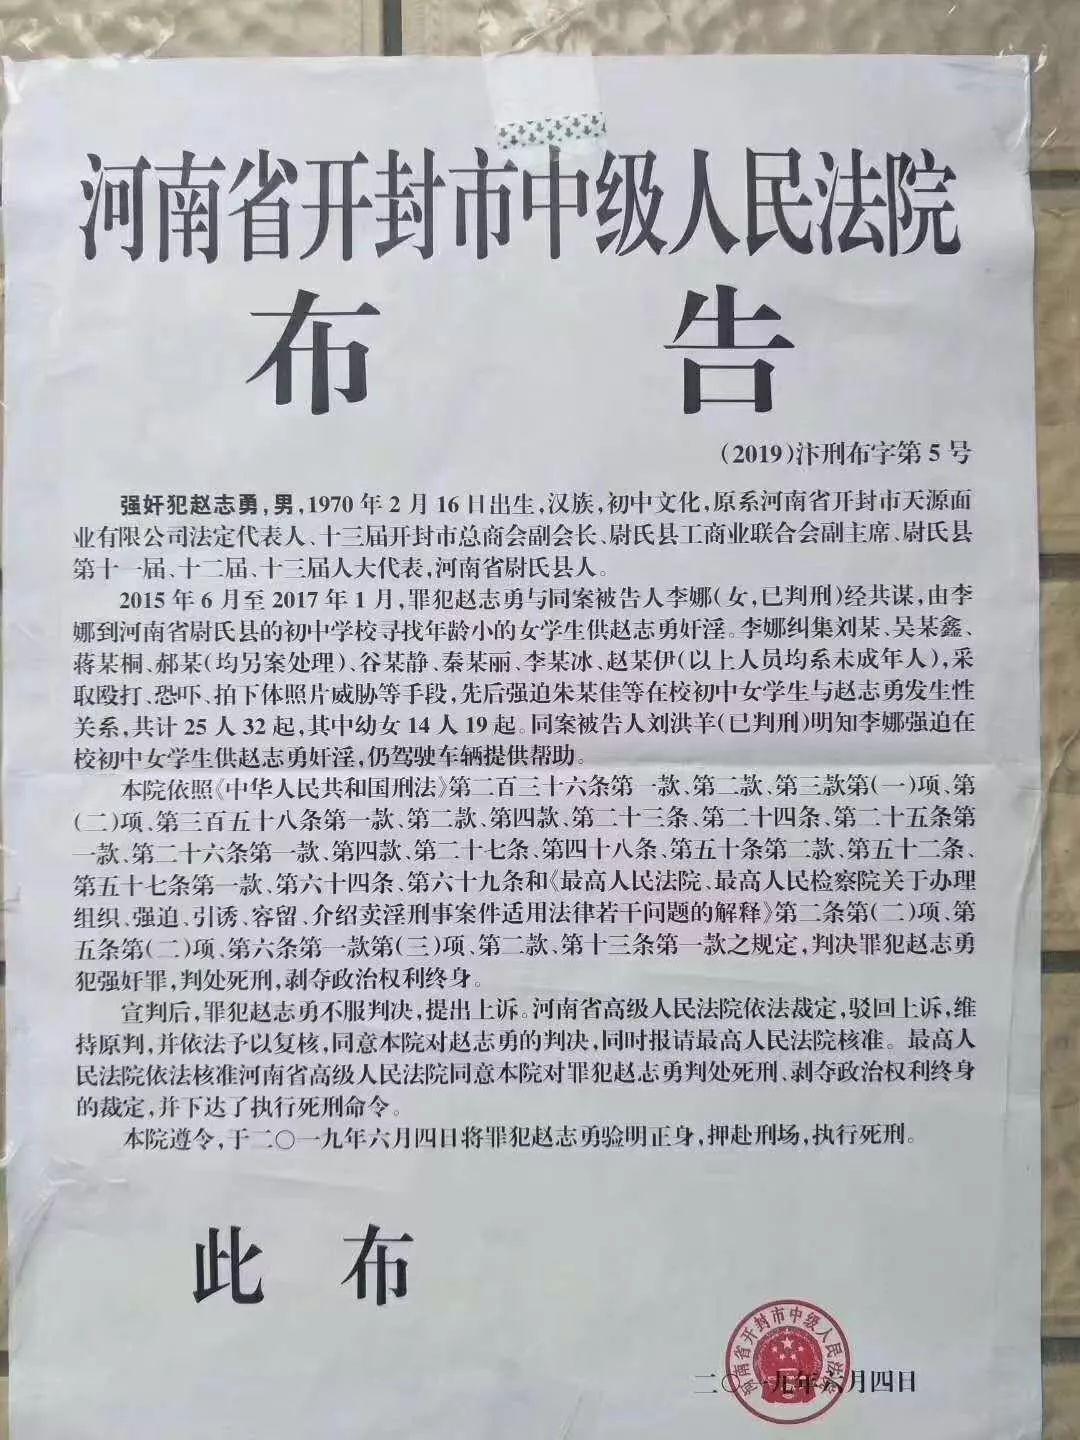 河南省开封市中级人民法院
布告
(2019)汴刑布字第5号
强奸犯赵志勇,男,1970年2月16日出生,汉族,初中文化,原系河南省开封市天源面
业有限公司法定代表人、十三届开封市总商会副会长、尉氏县工商业联合会副主席、尉氏县
第十一届、十二届、十三届人大代表,河南省尉氏县人。
2015年6月至2017年1月,罪犯赵志勇与同案被告人李娜(女,已判刑)经共谋,由李
娜到河南省尉氏县的初中学校寻找年龄小的女学生供赵志勇奸淫。李娜纠集刘某、吴某鑫、
蒋某桐、郝某(均另案处理)、谷某静、秦某丽、李某冰、赵某伊(以上人员均系未成年人),采
取殴打、恐吓、拍下体照片威胁等手段,先后强迫朱某佳等在校初中女学生与赵志勇发生性
关系,共计25人32起,其中幼女14人19起。同案被告人刘洪洋(已判刑)明知李娜强迫在
校初中女学生供赵志勇奸淫,仍驾驶车辆提供帮助。
本院依照《中华人民共和国刑法》第二百三十六条第一款、第二款、第三款第(一)项、第
(二)项、第三百五十八条第一款、第二款、第四款、第二十三条、第二十四条、第二十五条第
一款、第二十六条第一款、第四款、第二十七条、第四十八条、第五十条第二款、第五十二条、
第五十七条第一款、第六十四条、第六十九条和《最高人民法院、最高人民检察院关于办理
组织、强迫、引诱、容留、介绍卖淫刑事案件适用法律若干问题的解释》第二条第(二)项、第
五条第(二)项、第六条第一款第(三)项、第二款、第十三条第一款之规定,判决罪犯赵志勇
犯强奸罪,判处死刑,剥夺政治权利终身。
宣判后,罪犯赵志勇不服判决,提出上诉。河南省高级人民法院依法裁定,驳回上诉,维
持原判,并依法予以复核,同意本院对赵志勇的判决,同时报请最高人民法院核准。最高人
民法院依法核准河南省高级人民法院同意本院对罪犯赵志勇判处死刑、剥夺政治权利终身
的裁定,并下达了执行死刑命令。
本院遵令,于二〇一九年六月四日将罪犯赵志勇验明正身,押赴刑场,执行死刑。
此布
河南省开封市中级人民法院
二〇一九年六月四日